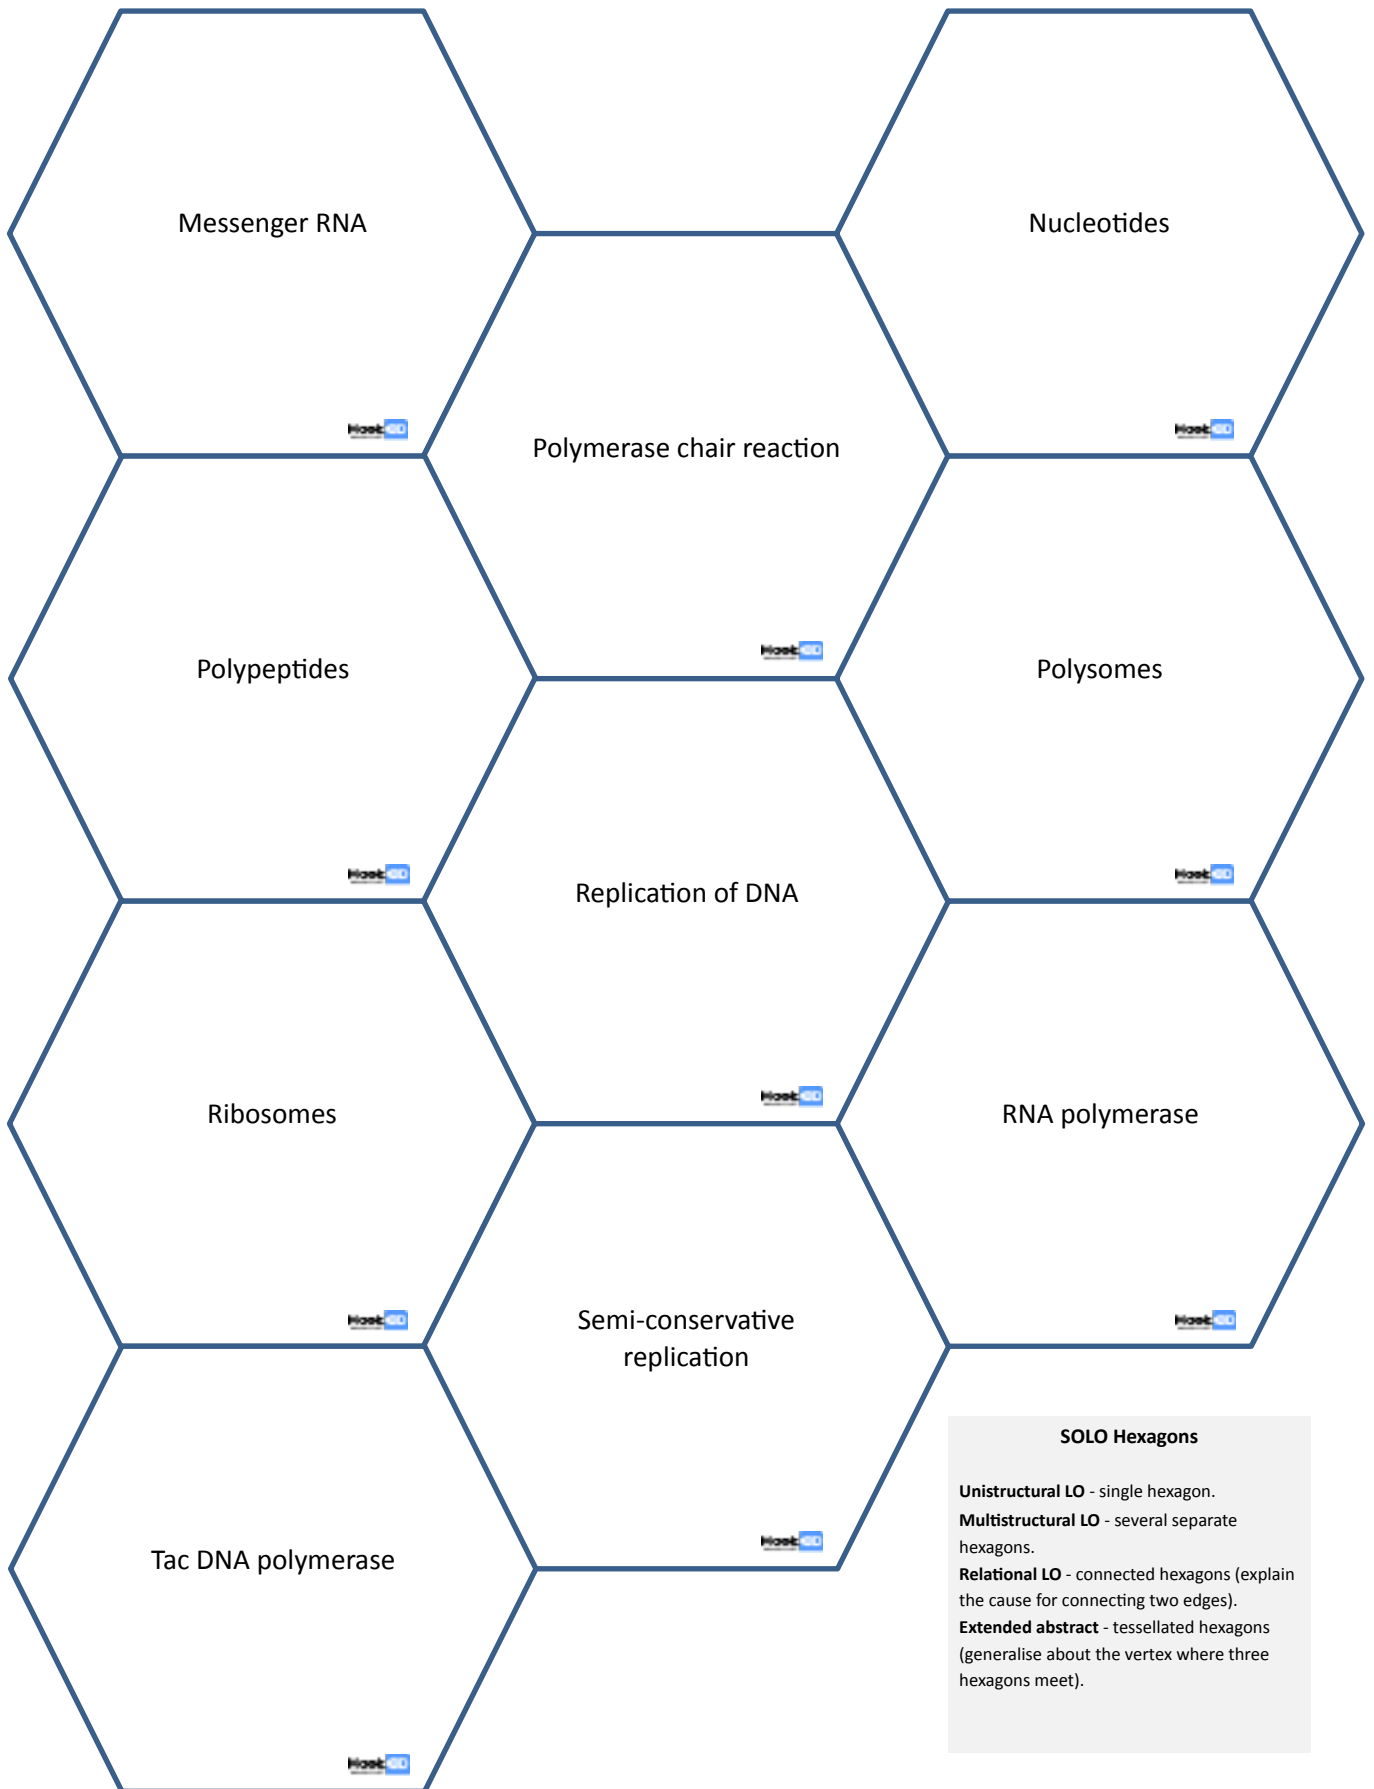 Messenger RNA
Nucleotides
Polymerase chair reaction
Polypeptides
Polysomes
Replication of DNA
Ribosomes
RNA polymerase
Semi-conservative
replication
Tac DNA polymerase
SOLO Hexagons
Unistructural LO - single hexagon.
Multistructural LO - several separate
hexagons.
Relational LO - connected hexagons (explain
the cause for connecting two edges).
Extended abstract - tessellated hexagons
(generalise about the vertex where three
hexagons meet).